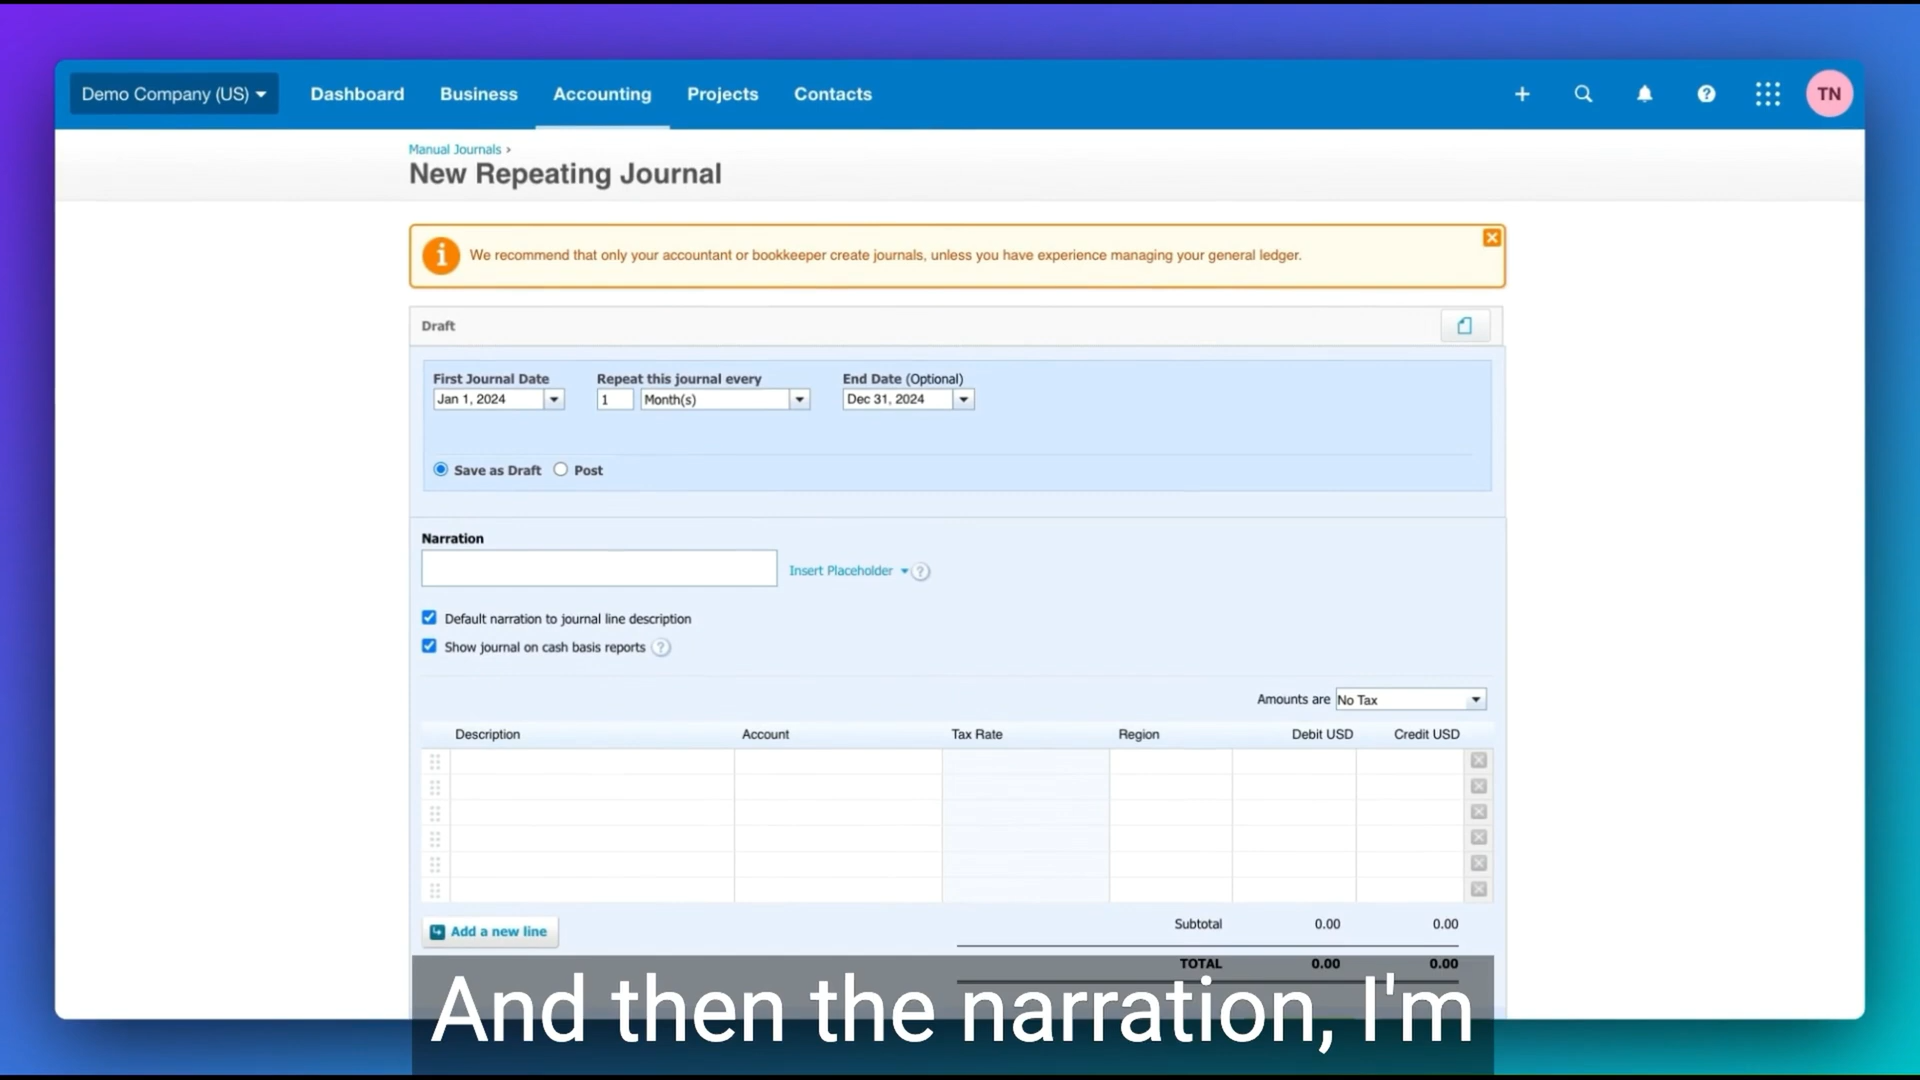 Demo Company (US) Dashboard Business Accounting Projects Contacts TN
Manual Journals ›
New Repeating Journal
We recommend that only your accountant or bookkeeper create journals, unless you have experience managing your general ledger.
Draft
First Journal Date Repeat this journal every End Date (Optional)
Jan 1, 2024 1 Month(s) Dec 31, 2024
Save as Draft Post
Narration
Insert Placeholder ?
Default narration to journal line description
Show journal on cash basis reports ?
Amounts are No Tax
Description Account Tax Rate Region Debit USD Credit USD
Add a new line
Subtotal 0.00 0.00
TOTAL 0.00 0.00
And then the narration, I'm